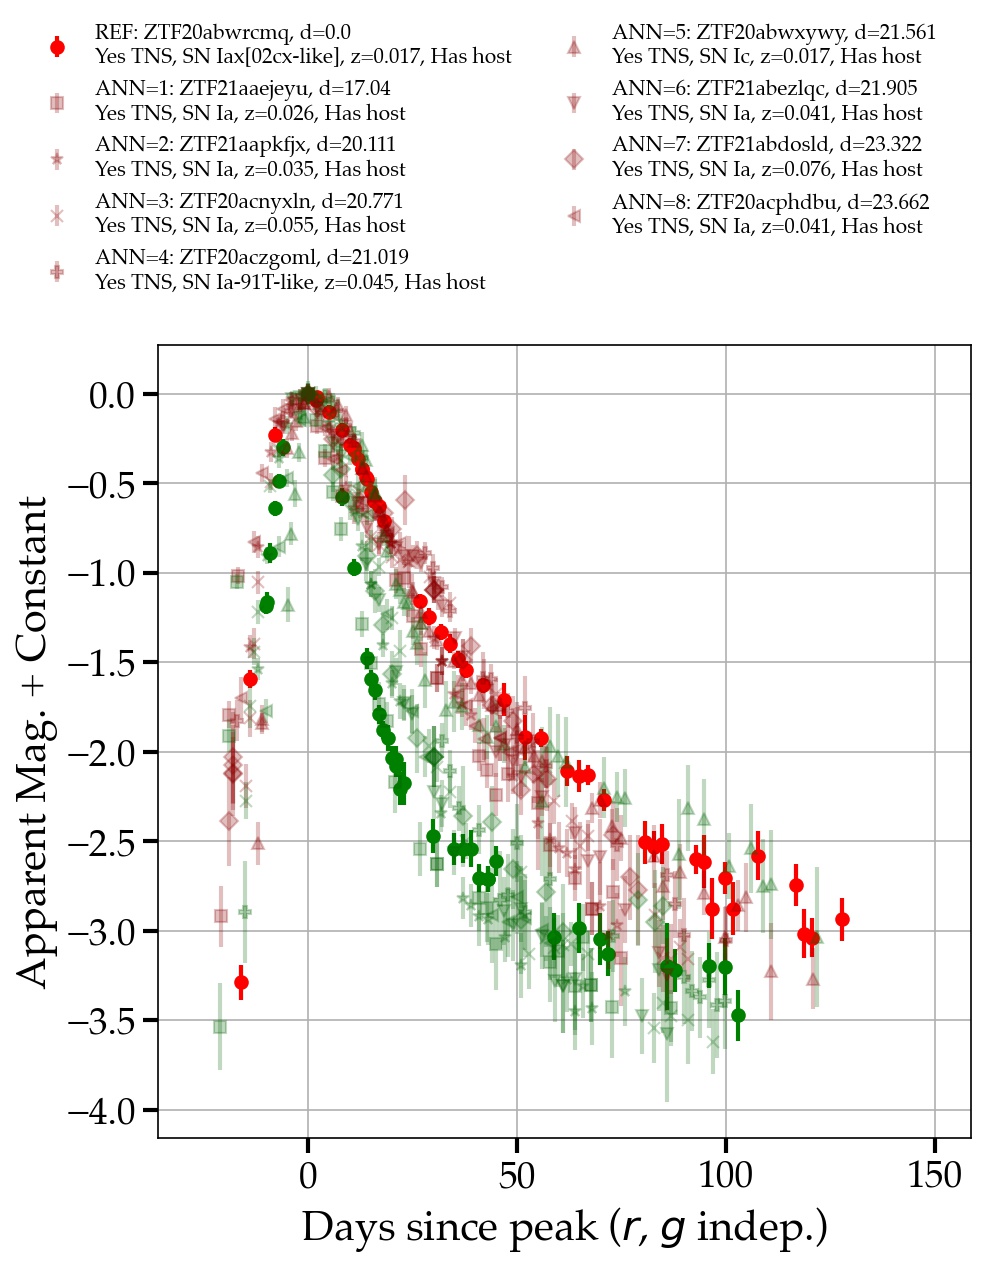 REF: ZTF20abwrcmq, d=0.0
Yes TNS, SN Iax[02cx-like], z=0.017, Has host
ANN=1: ZTF21aaejeyu, d=17.04
Yes TNS, SN Ia, z=0.026, Has host
ANN=2: ZTF21aapkfjx, d=20.111
Yes TNS, SN Ia, z=0.035, Has host
ANN=3: ZTF20acnyxln, d=20.771
Yes TNS, SN Ia, z=0.055, Has host
ANN=4: ZTF20aczgoml, d=21.019
Yes TNS, SN Ia-91T-like, z=0.045, Has host
ANN=5: ZTF20abwxywy, d=21.561
Yes TNS, SN Ic, z=0.017, Has host
ANN=6: ZTF21abezlqc, d=21.905
Yes TNS, SN Ia, z=0.041, Has host
ANN=7: ZTF21abdosld, d=23.322
Yes TNS, SN Ia, z=0.076, Has host
ANN=8: ZTF20acphdbu, d=23.662
Yes TNS, SN Ia, z=0.041, Has host
Apparent Mag. + Constant
0.0
−0.5
−1.0
−1.5
−2.0
−2.5
−3.0
−3.5
−4.0
0 50 100 150
Days since peak (r, g indep.)